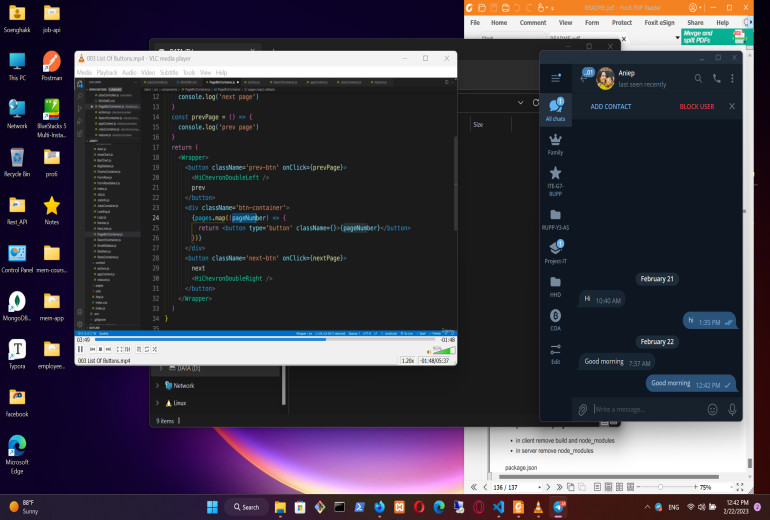 Soenghakk
job-api
This PC
Postman
Network
BlueStacks 5
Multi-Insta...
Recycle Bin
pro6
Rest_API
Notes
Control Panel
mern-cours...
MongoDB...
mern-app
Typora
employee...
facebook
Microsoft
Edge
README.pdf - Foxit PDF Reader
File
Home
Comment
View
Form
Protect
Foxit eSign
Share
Help
Start
README.pdf
Merge and
split PDFs
DATA (D:)
Size
003 List Of Buttons.mp4 - VLC media player
Media Playback Audio Video Subtitle Tools View Help
12 console.log('next page')
13 }
14 const prevPage = () => {
15 console.log('prev page')
16 }
17 return (
18 <Wrapper>
19 <button className='prev-btn' onClick={prevPage}>
20 <HiChevronDoubleLeft />
21 prev
22 </button>
23 <div className='btn-container'>
24 {pages.map((pageNumber) => {
25 return <button type='button' className={}>{pageNumber}</button>
26 })}
27 </div>
28 <button className='next-btn' onClick={nextPage}>
29 next
30 <HiChevronDoubleRight />
31 </button>
32 </Wrapper>
33 )
34 }
35
03:49
-01:48
003 List Of Buttons.mp4
1.20x
-01:48/05:37
DATA (D:)
Network
Linux
9 items
Aniep
last seen recently
ADD CONTACT
BLOCK USER
All chats
Family
ITE-G7-
RUPP
RUPP-Y3-AS
Project-IT
HHD
COA
Edit
February 21
Hi 10:40 AM
hi 1:35 PM
February 22
Good morning 7:37 AM
Good morning 12:42 PM
Write a message...
in client remove build and node_modules
in server remove node_modules
package.json
136 / 137
75%
88°F
Sunny
Search
ENG
12:42 PM
2/22/2023